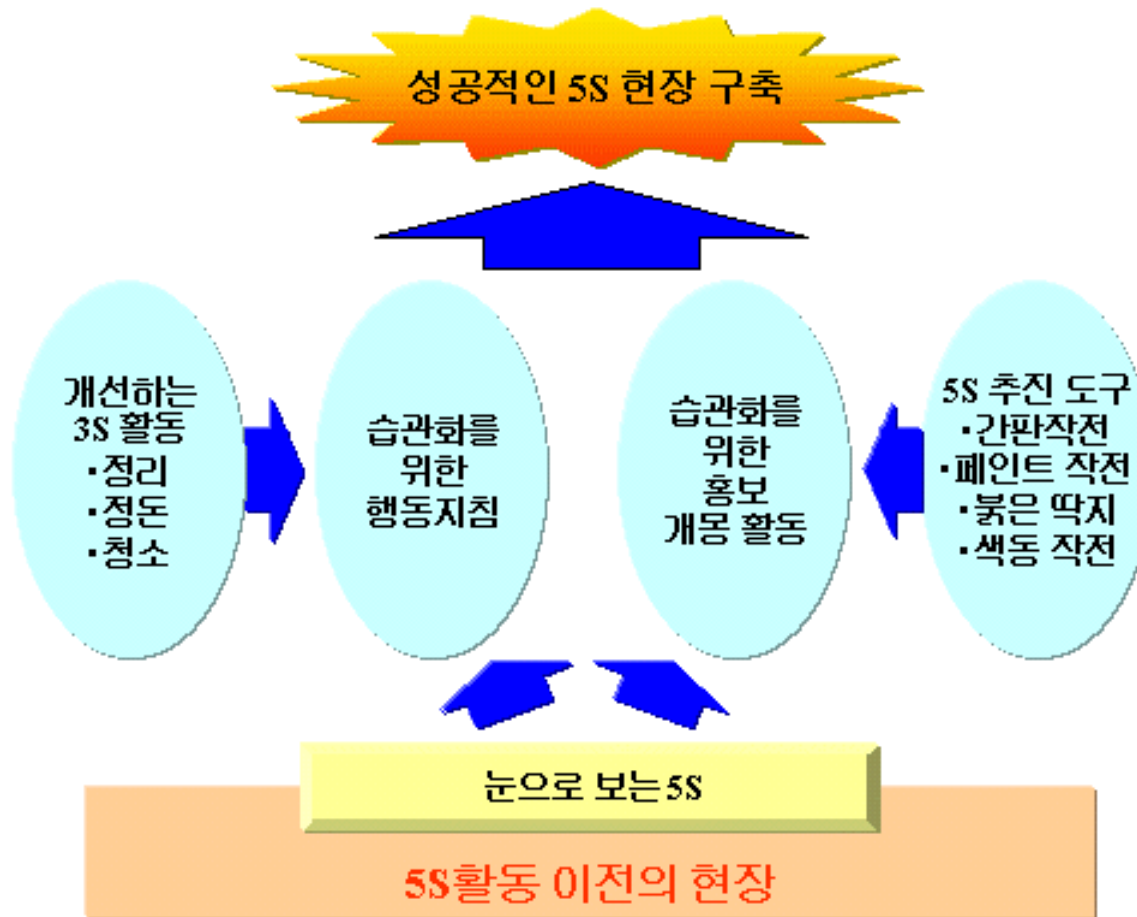 성공적인 5S 현장 구축
개선하는
3S 활동
▪정리
▪정돈
▪청소
습관화를
위한
행동지침
습관화를
위한
홍보
개몽 활동
5S 추진 도구
▪간판작전
▪페인트 작전
▪붉은 딱지
▪색동 작전
눈으로 보는 5S
5S활동 이전의 현장